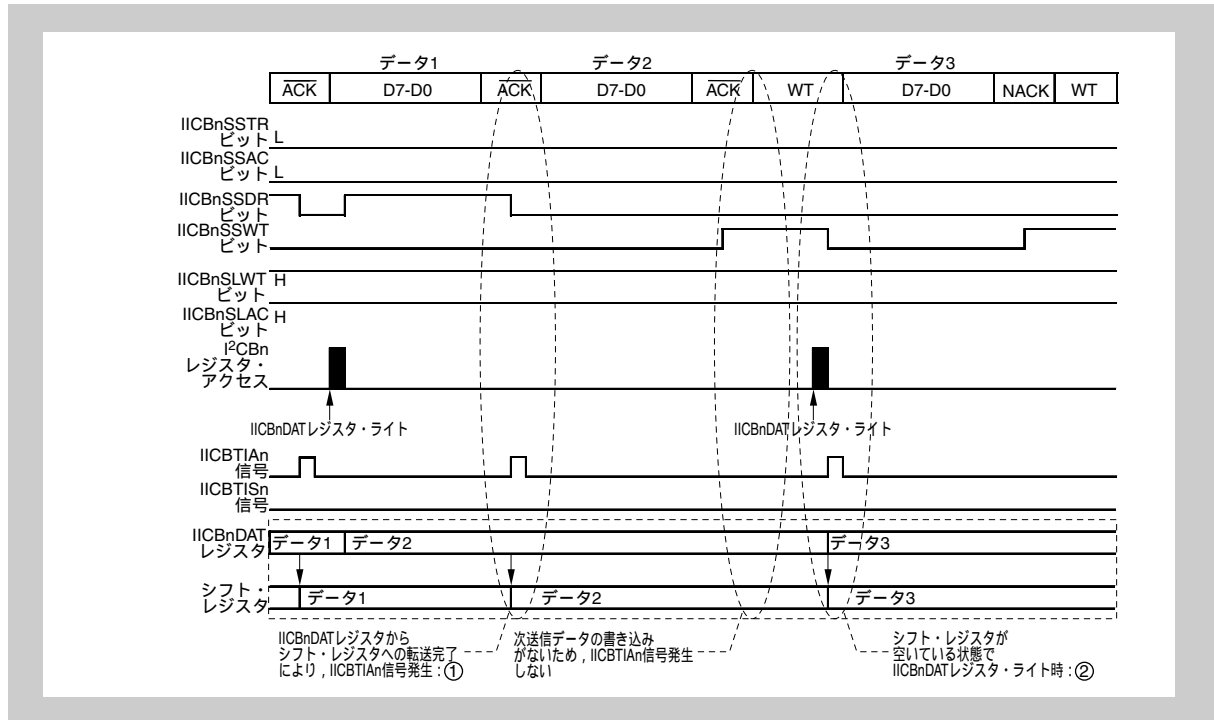 データ1 データ2 データ3
ACK D7-D0 ACK D7-D0 ACK WT D7-D0 NACK WT
IICBnSSTR
ビット L
IICBnSSAC
ビット L
IICBnSSDR
ビット
IICBnSSWT
ビット
IICBnSLWT H
ビット
IICBnSLAC H
ビット
I²CBn
レジスタ・
アクセス
IICBnDATレジスタ・ライト IICBnDATレジスタ・ライト
IICBTIAn
信号
IICBTISn
信号
IICBnDAT
レジスタ データ1 データ2 データ3
シフト・
レジスタ データ1 データ2 データ3
IICBnDATレジスタから
シフト・レジスタへの転送完了
により,IICBTIAn信号発生:①
次送信データの書き込み
がないため,IICBTIAn信号発生
しない
シフト・レジスタが
空いている状態で
IICBnDATレジスタ・ライト時:②